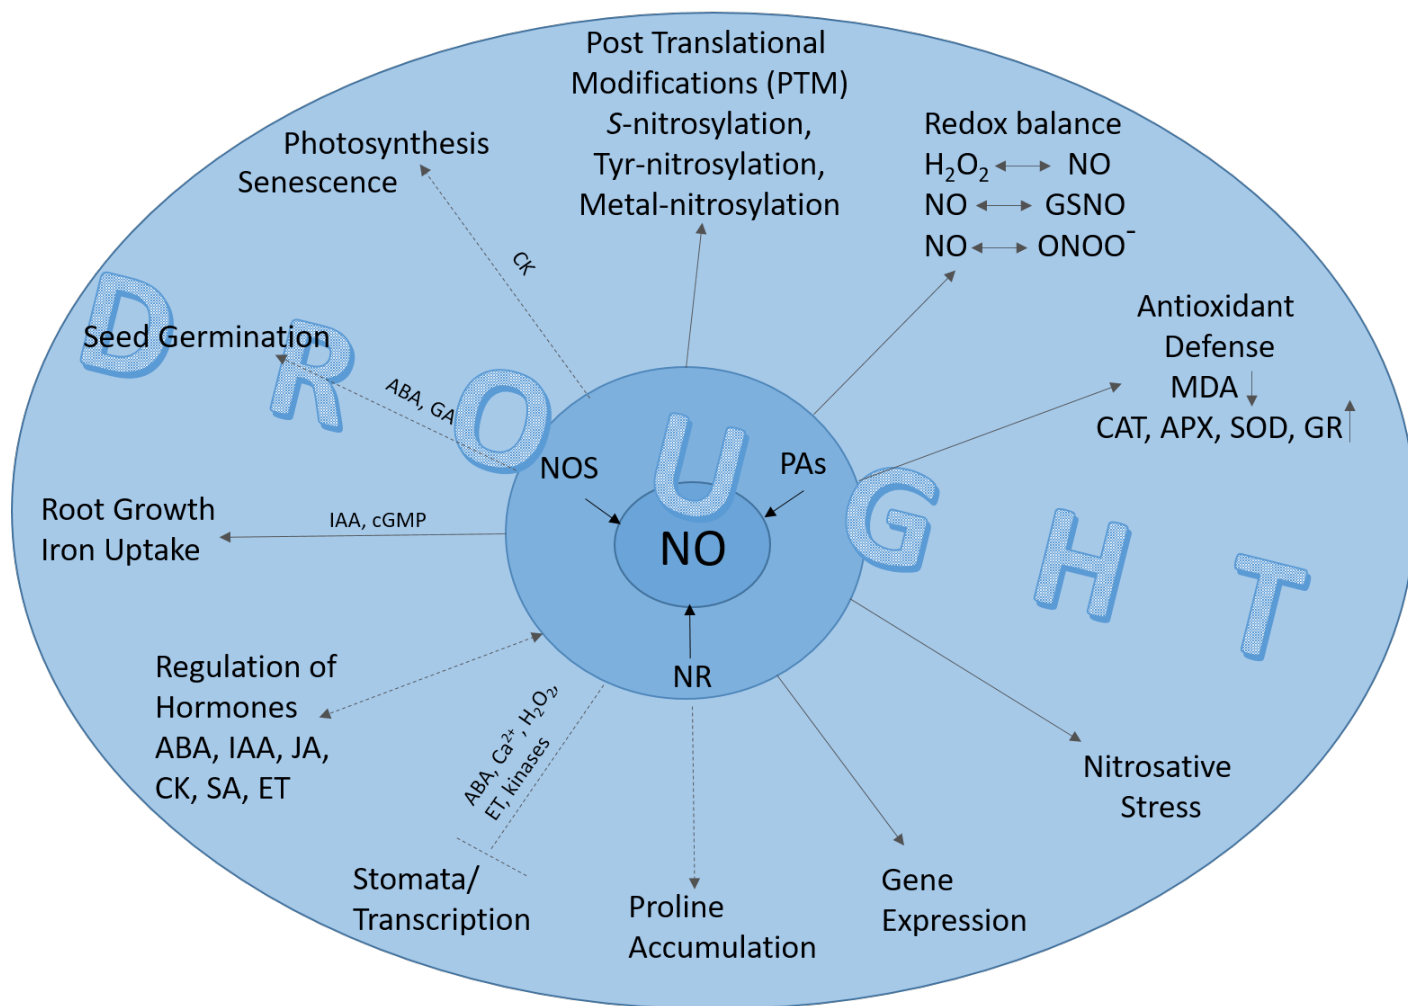 Post Translational
Modifications (PTM)
S-nitrosylation,
Tyr-nitrosylation,
Metal-nitrosylation
Redox balance
H₂O₂ ↔ NO
NO ↔ GSNO
NO ↔ ONOO⁻
Photosynthesis
Senescence
CK
Antioxidant
Defense
MDA ↓
CAT, APX, SOD, GR ↑
Seed Germination
ABA, GA
DROUGHT
NOS
PAs
NO
NR
Root Growth
Iron Uptake
IAA, cGMP
Regulation of
Hormones
ABA, IAA, JA,
CK, SA, ET
ABA, Ca²⁺, H₂O₂,
ET, kinases
Stomata/
Transcription
Proline
Accumulation
Gene
Expression
Nitrosative
Stress